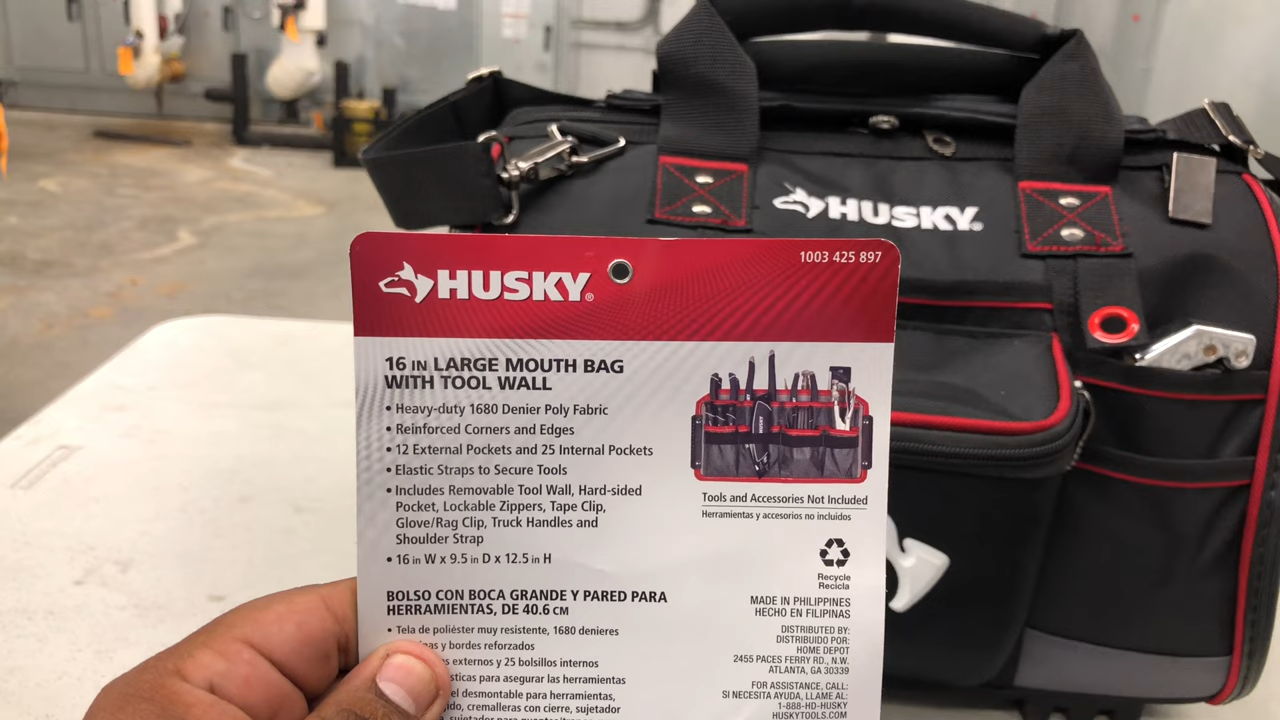 HUSKY
1003 425 897
HUSKY®
16 IN LARGE MOUTH BAG
WITH TOOL WALL
• Heavy-duty 1680 Denier Poly Fabric
• Reinforced Corners and Edges
• 12 External Pockets and 25 Internal Pockets
• Elastic Straps to Secure Tools
• Includes Removable Tool Wall, Hard-sided
Pocket, Lockable Zippers, Tape Clip,
Glove/Rag Clip, Truck Handles and
Shoulder Strap
• 16 in W x 9.5 in D x 12.5 in H
HUSKY
Tools and Accessories Not Included
Herramientas y accesorios no incluidos
Recycle
Recicla
BOLSO CON BOCA GRANDE Y PARED PARA
HERRAMIENTAS, DE 40.6 CM
• Tela de poliéster muy resistente, 1680 denieres
y bordes reforzados
externos y 25 bolsillos internos
para asegurar las herramientas
desmontable para herramientas,
cremalleras con cierre, sujetador
MADE IN PHILIPPINES
HECHO EN FILIPINAS
DISTRIBUTED BY:
DISTRIBUIDO POR:
HOME DEPOT
2455 PACES FERRY RD., N.W.
ATLANTA, GA 30339
FOR ASSISTANCE, CALL:
SI NECESITA AYUDA, LLAME AL:
1-888-HD-HUSKY
HUSKYTOOLS.COM